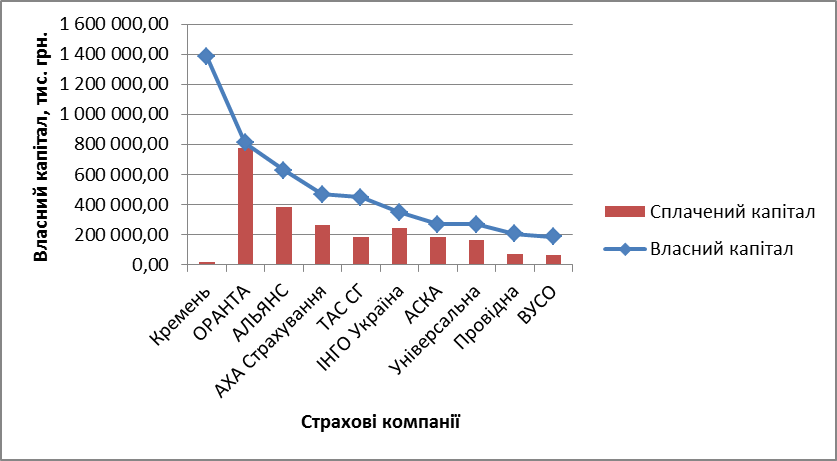 1 600 000,00
1 400 000,00
1 200 000,00
1 000 000,00
800 000,00
600 000,00
400 000,00
200 000,00
0,00
Власний капітал, тис. грн.
Кремень
ОРАНТА
АЛЬЯНС
АХА Страхування
ТАС СГ
ІНГО Україна
АСКА
Універсальна
Провідна
ВУСО
Страхові компанії
Сплачений капітал
Власний капітал